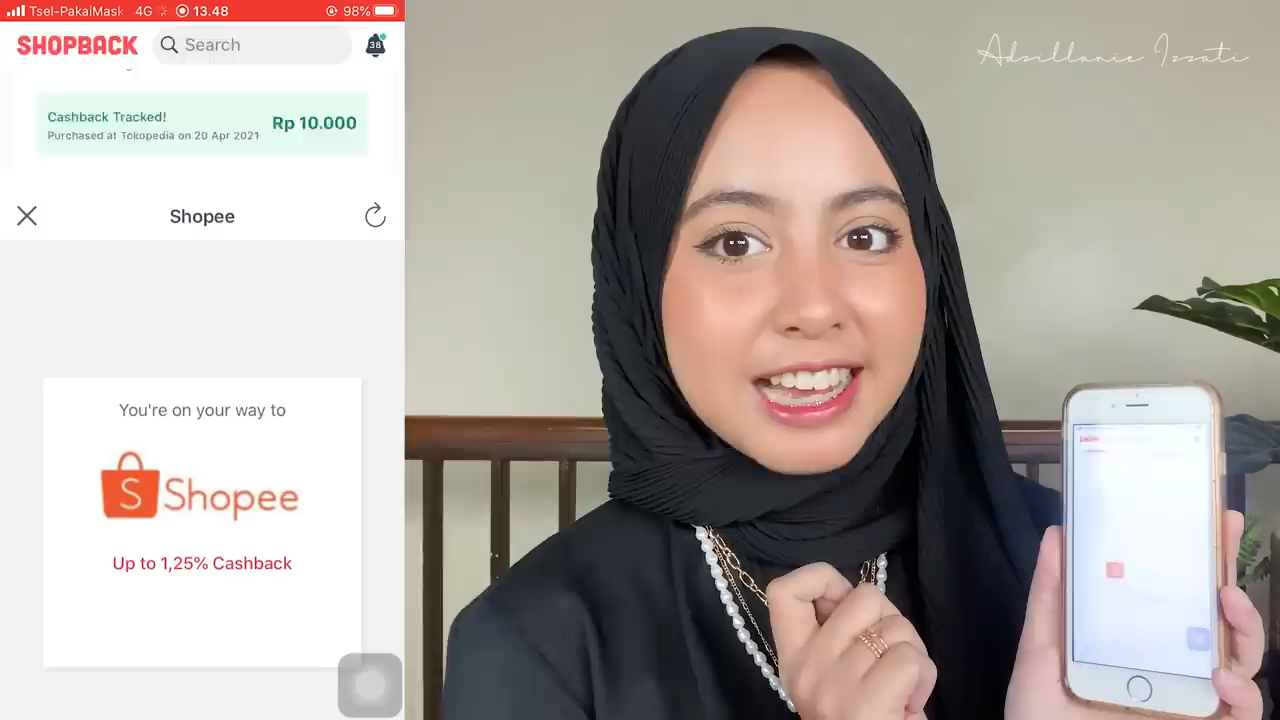 Tsel-PakaiMask 4G 13.48 98%
SHOPBACK
Search
38
Cashback Tracked!
Purchased at Tokopedia on 20 Apr 2021
Rp 10.000
Shopee
You're on your way to
S Shopee
Up to 1,25% Cashback
Adzillanie Izzati